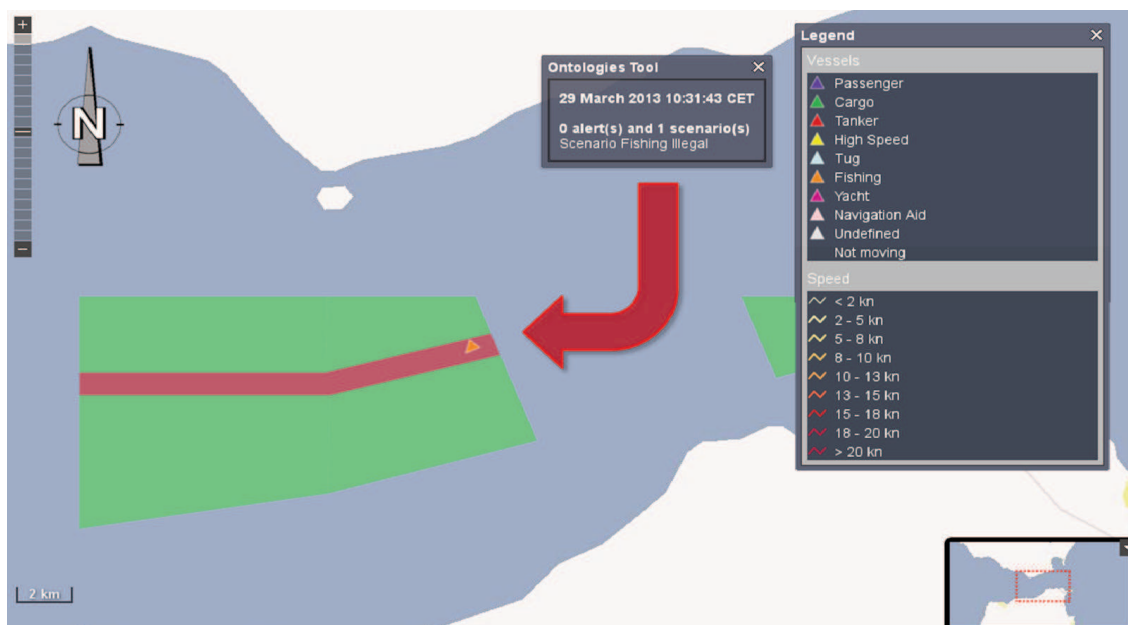 +
N
−
Ontologies Tool
29 March 2013 10:31:43 CET
0 alert(s) and 1 scenario(s)
Scenario Fishing Illegal
Legend
Vessels
Passenger
Cargo
Tanker
High Speed
Tug
Fishing
Yacht
Navigation Aid
Undefined
Not moving
Speed
< 2 kn
2 - 5 kn
5 - 8 kn
8 - 10 kn
10 - 13 kn
13 - 15 kn
15 - 18 kn
18 - 20 kn
> 20 kn
2 km